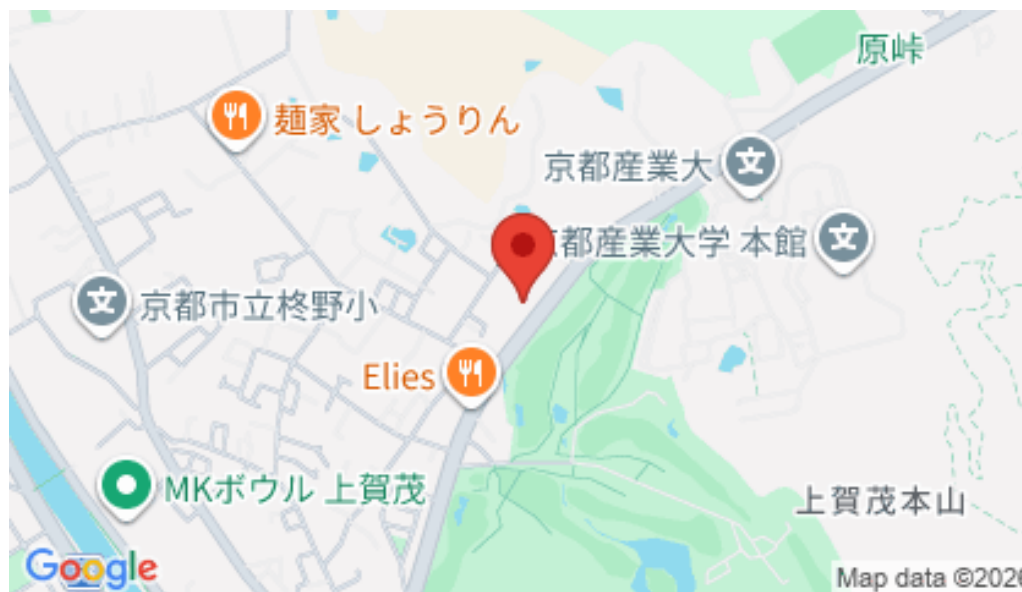 原峠
麺家 しょうりん
京都産業大
都産業大学 本館
京都市立柊野小
Elies
MKボウル 上賀茂
上賀茂本山
Google
Map data ©2026